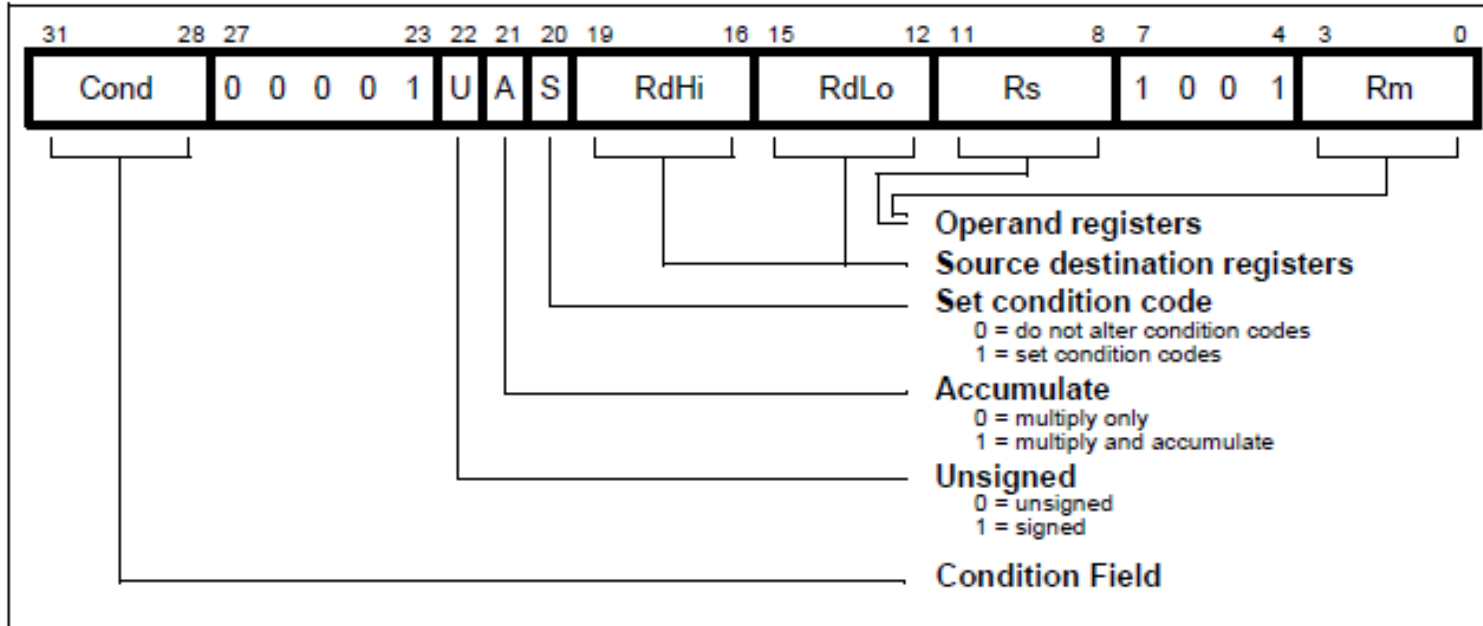 31 28 27 23 22 21 20 19 16 15 12 11 8 7 4 3 0
Cond 0 0 0 0 1 U A S RdHi RdLo Rs 1 0 0 1 Rm
Operand registers
Source destination registers
Set condition code
0 = do not alter condition codes
1 = set condition codes
Accumulate
0 = multiply only
1 = multiply and accumulate
Unsigned
0 = unsigned
1 = signed
Condition Field